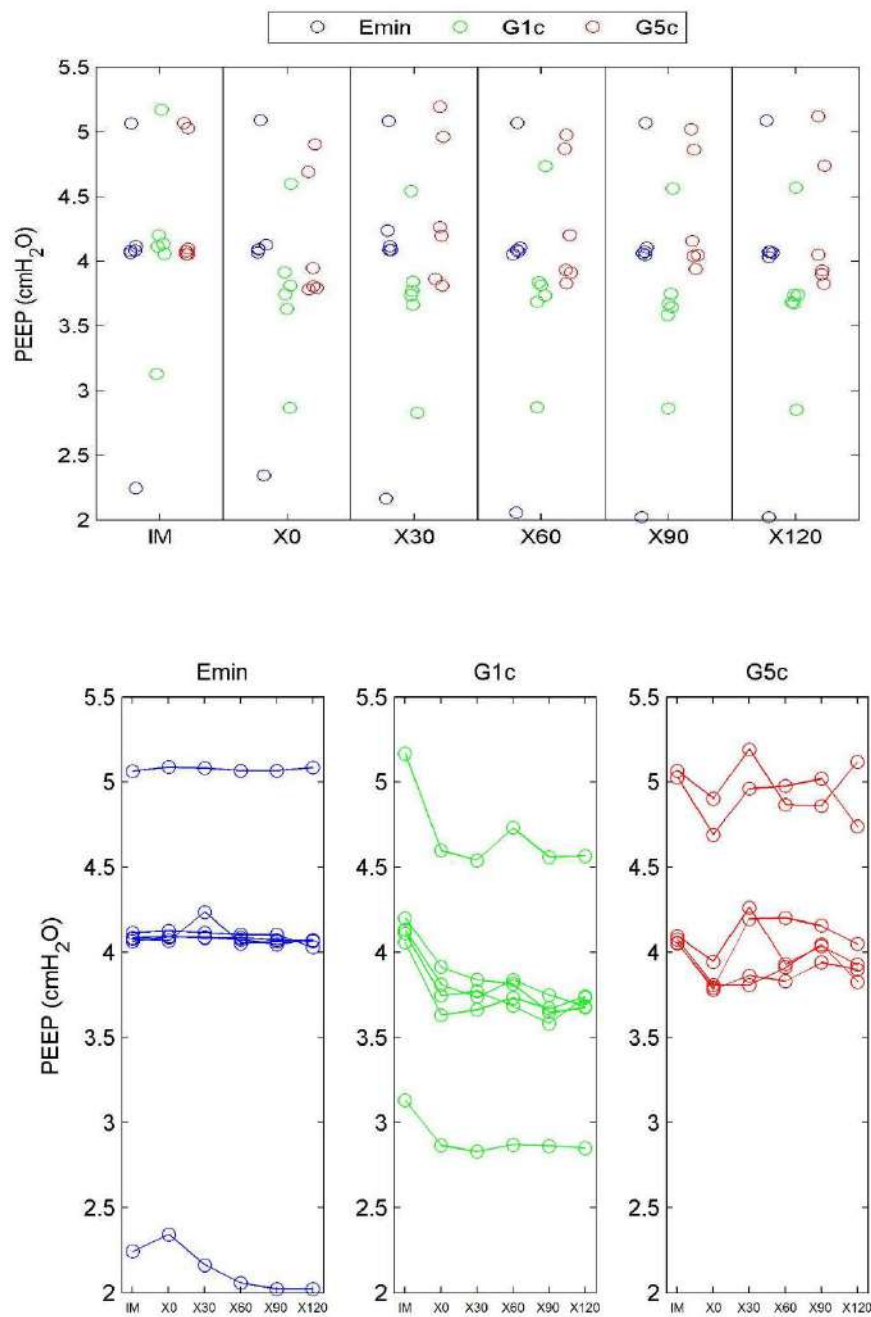 Emin G1c G5c
5.5
5
4.5
4
3.5
3
2.5
2
PEEP (cmH₂O)
IM X0 X30 X60 X90 X120
Emin G1c G5c
5.5 5.5 5.5
5 5 5
4.5 4.5 4.5
4 4 4
3.5 3.5 3.5
3 3 3
2.5 2.5 2.5
2 2 2
PEEP (cmH₂O)
IM X0 X30 X60 X90 X120 IM X0 X30 X60 X90 X120 IM X0 X30 X60 X90 X120